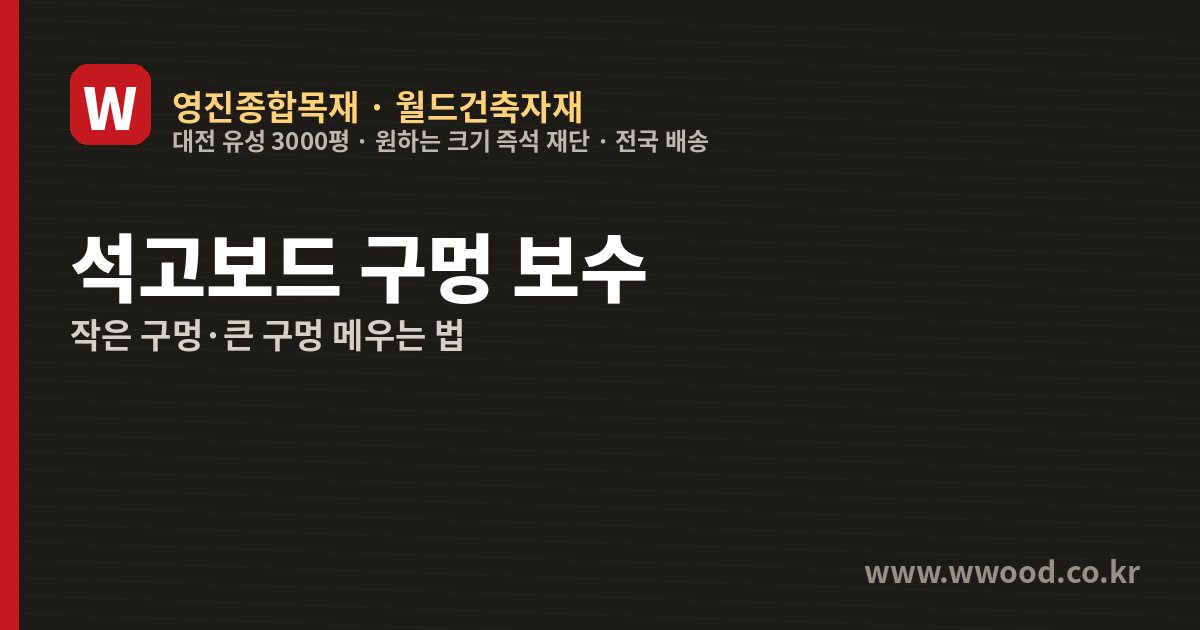 W
영진종합목재 · 월드건축자재
대전 유성 3000평 · 원하는 크기 즉석 재단 · 전국 배송
석고보드 구멍 보수
작은 구멍·큰 구멍 메우는 법
www.wwood.co.kr